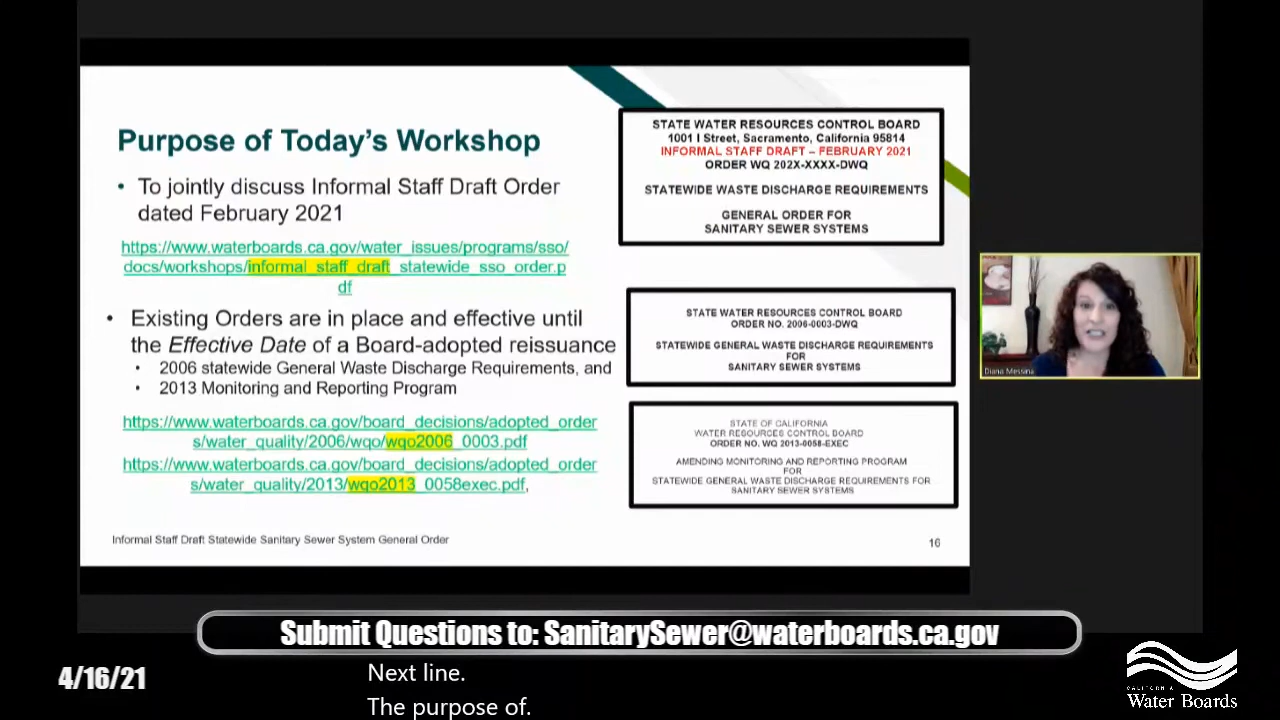 Purpose of Today's Workshop
• To jointly discuss Informal Staff Draft Order
dated February 2021
https://www.waterboards.ca.gov/water_issues/programs/sso/
docs/workshops/informal_staff_draft_statewide_sso_order.p
df
• Existing Orders are in place and effective until
the Effective Date of a Board-adopted reissuance
• 2006 statewide General Waste Discharge Requirements, and
• 2013 Monitoring and Reporting Program
https://www.waterboards.ca.gov/board_decisions/adopted_order
s/water_quality/2006/wqo/wqo2006_0003.pdf
https://www.waterboards.ca.gov/board_decisions/adopted_order
s/water_quality/2013/wqo2013_0058exec.pdf,
Informal Staff Draft Statewide Sanitary Sewer System General Order
16
STATE WATER RESOURCES CONTROL BOARD
1001 I Street, Sacramento, California 95814
INFORMAL STAFF DRAFT – FEBRUARY 2021
ORDER WQ 202X-XXXX-DWQ
STATEWIDE WASTE DISCHARGE REQUIREMENTS
GENERAL ORDER FOR
SANITARY SEWER SYSTEMS
STATE WATER RESOURCES CONTROL BOARD
ORDER NO. 2006-0003-DWQ
STATEWIDE GENERAL WASTE DISCHARGE REQUIREMENTS
FOR
SANITARY SEWER SYSTEMS
STATE OF CALIFORNIA
WATER RESOURCES CONTROL BOARD
ORDER NO. WQ 2013-0058-EXEC
AMENDING MONITORING AND REPORTING PROGRAM
FOR
STATEWIDE GENERAL WASTE DISCHARGE REQUIREMENTS FOR
SANITARY SEWER SYSTEMS
Diana Messina
Submit Questions to: SanitarySewer@waterboards.ca.gov
4/16/21
Next line.
The purpose of.
CALIFORNIA
Water Boards